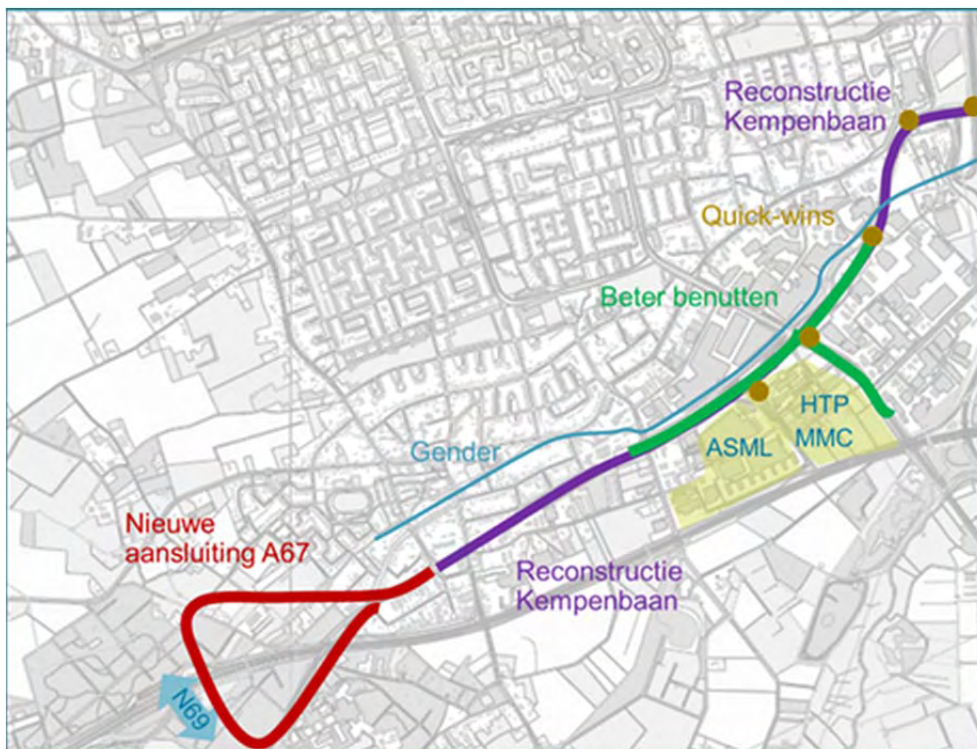 Reconstructie
Kempenbaan
Quick-wins
Beter benutten
HTP
MMC
ASML
Gender
Nieuwe
aansluiting A67
Reconstructie
Kempenbaan
N69